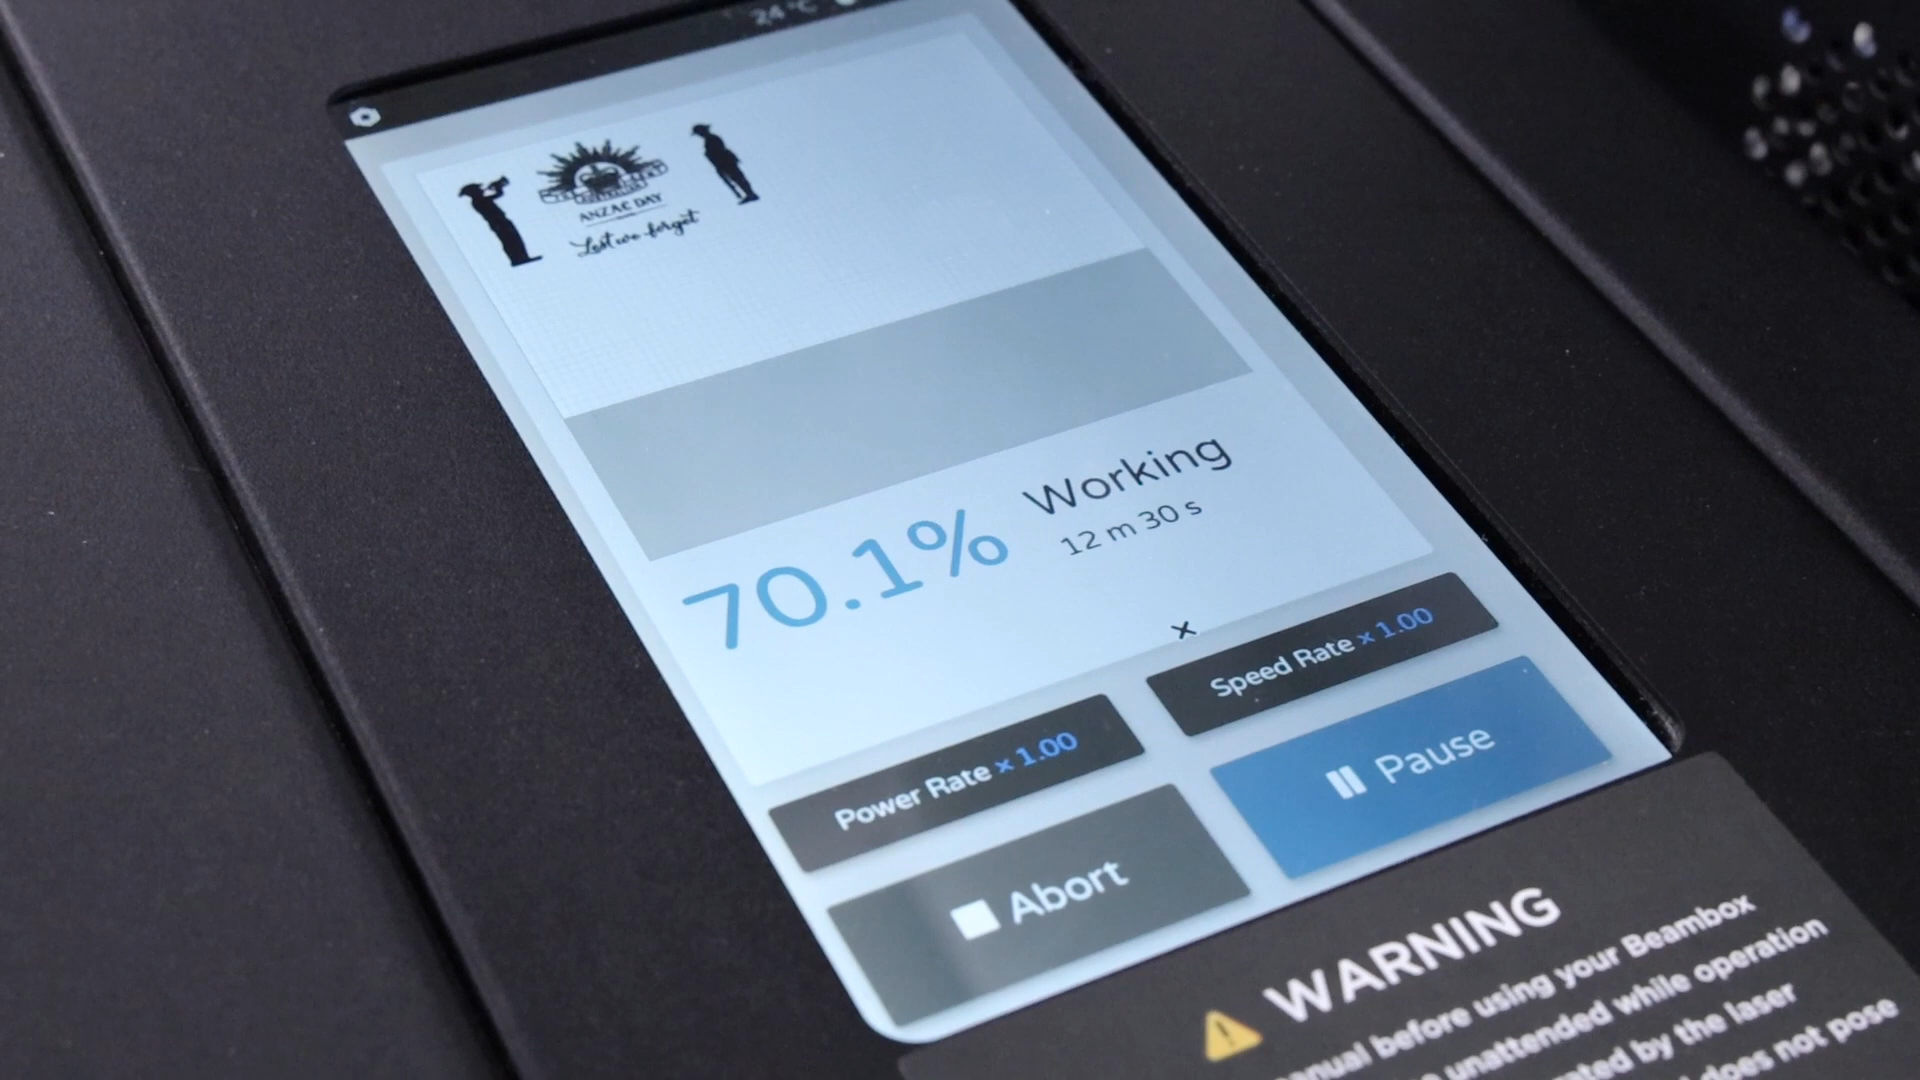 24°C
AUSTRALIAN
ANZAC DAY
Lest we forget
70.1%
Working
12 m 30 s
Power Rate × 1.00
Speed Rate × 1.00
Abort
Pause
WARNING
before using your Beambox
unattended while operation
by the laser
does not pose